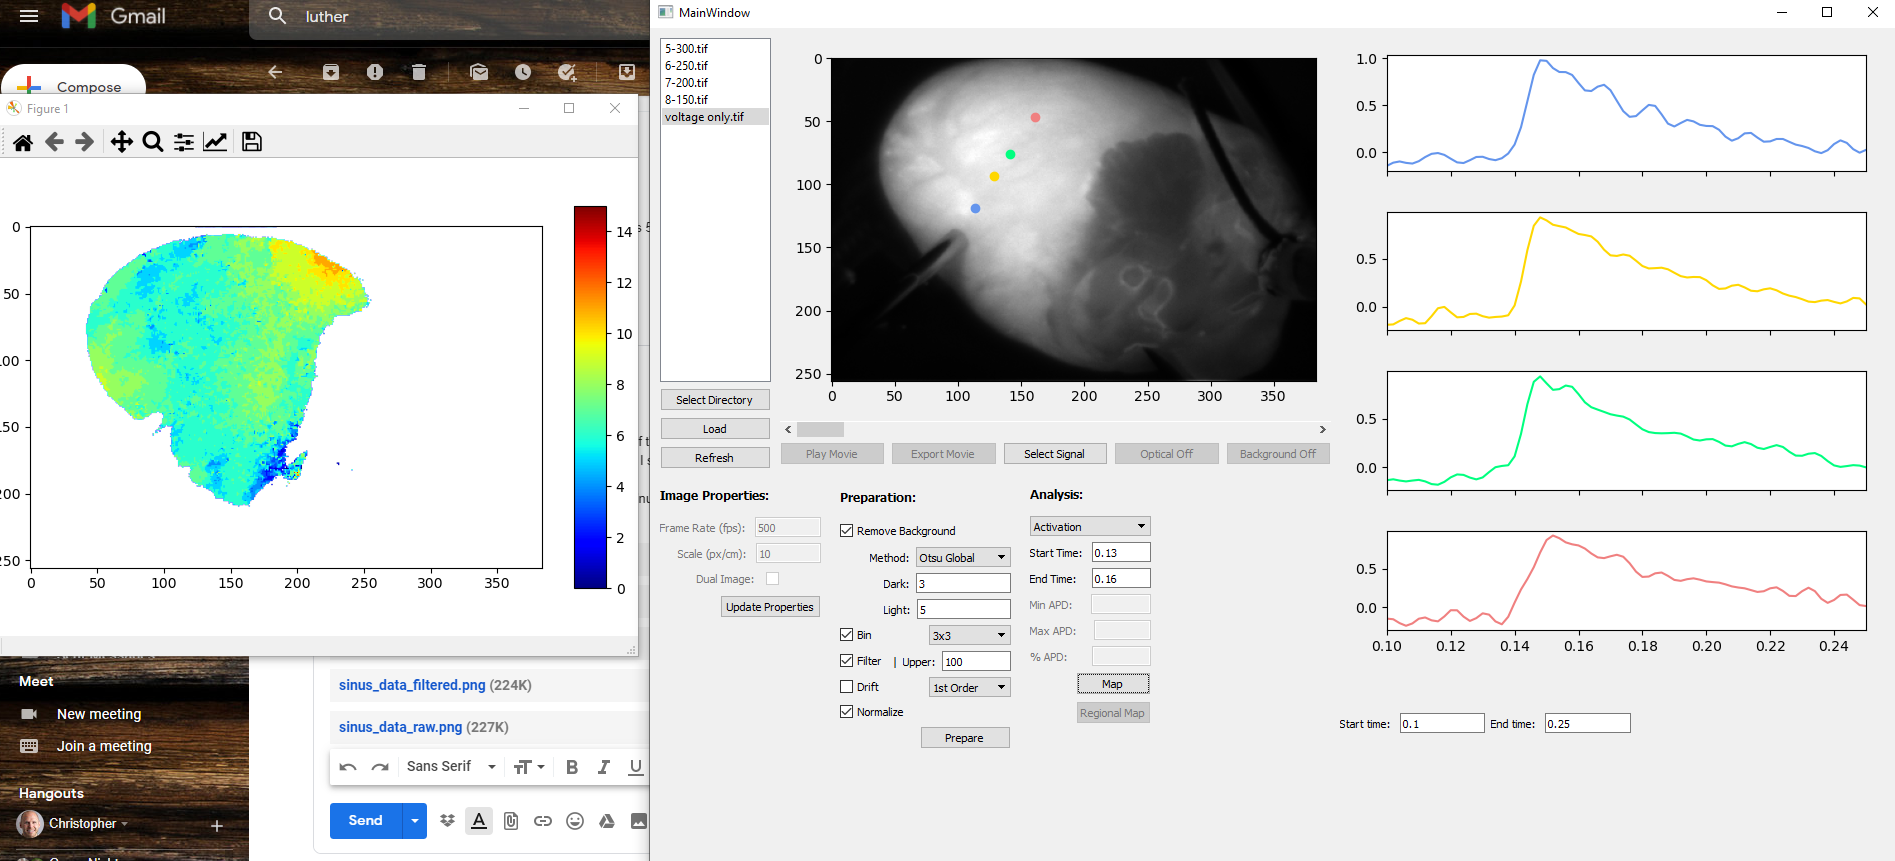 Gmail
luther
Compose
Figure 1
0
50
100
150
200
250
0
50
100
150
200
250
300
350
14
12
10
8
6
4
2
0
Meet
New meeting
Join a meeting
Hangouts
Christopher
sinus_data_filtered.png (224K)
sinus_data_raw.png (227K)
Sans Serif
Send
MainWindow
5-300.tif
6-250.tif
7-200.tif
8-150.tif
voltage only.tif
Select Directory
Load
Refresh
0
50
100
150
200
250
0
50
100
150
200
250
300
350
Play Movie
Export Movie
Select Signal
Optical Off
Background Off
Image Properties:
Frame Rate (fps): 500
Scale (px/cm): 10
Dual Image:
Update Properties
Preparation:
Remove Background
Method: Otsu Global
Dark: 3
Light: 5
Bin 3x3
Filter | Upper: 100
Drift 1st Order
Normalize
Prepare
Analysis:
Activation
Start Time: 0.13
End Time: 0.16
Min APD:
Max APD:
% APD:
Map
Regional Map
1.0
0.5
0.0
0.5
0.0
0.5
0.0
0.5
0.0
0.10
0.12
0.14
0.16
0.18
0.20
0.22
0.24
Start time: 0.1 End time: 0.25